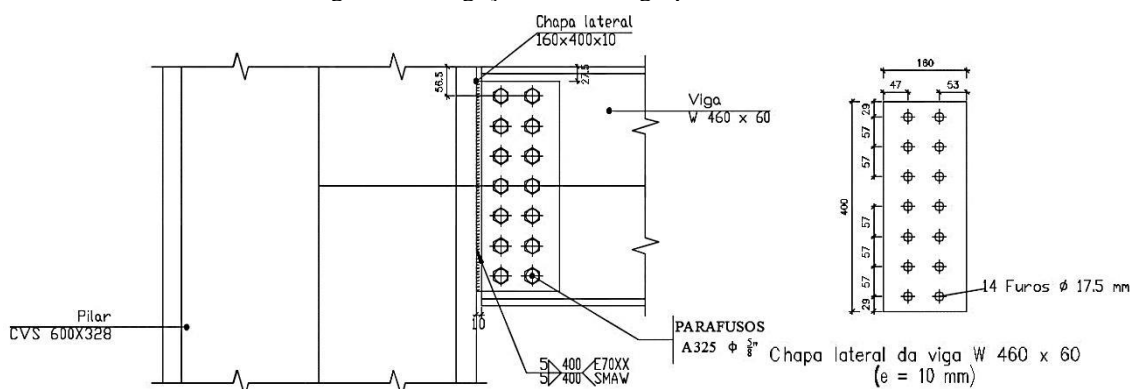 Chapa lateral
160x400x10
56.5
27.5
Viga
W 460 x 60
Pilar
CVS 600X328
10
PARAFUSOS
A325 ϕ 5/8"
5 400 E70XX
5 400 SMAW
160
47
53
29
57
57
400
57
57
57
29
14 Furos ϕ 17.5 mm
Chapa lateral da viga W 460 x 60
(e = 10 mm)